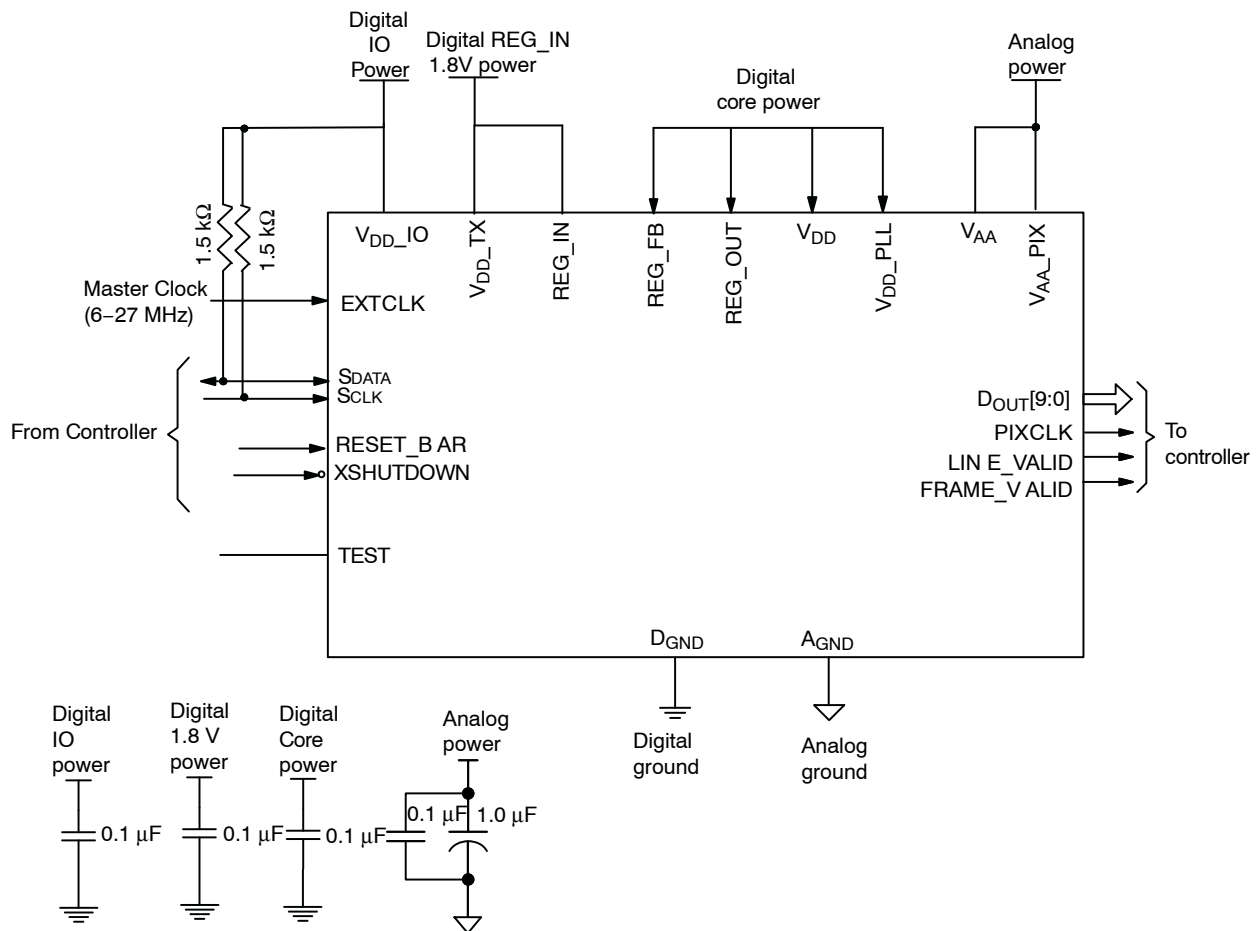 Digital
IO
Power
Digital REG_IN
1.8V power
Digital
core power
Analog
power
1.5 kΩ
1.5 kΩ
VDD_IO
VDD_TX
REG_IN
REG_FB
REG_OUT
VDD
VDD_PLL
VAA
VAA_PIX
Master Clock
(6–27 MHz)
EXTCLK
SDATA
SCLK
From Controller
RESET_B AR
XSHUTDOWN
TEST
DOUT[9:0]
PIXCLK
LIN E_VALID
FRAME_V ALID
To
controller
DGND
AGND
Digital
ground
Analog
ground
Digital
IO
power
0.1 μF
Digital
1.8 V
power
0.1 μF
Digital
Core
power
0.1 μF
Analog
power
0.1 μF
1.0 μF